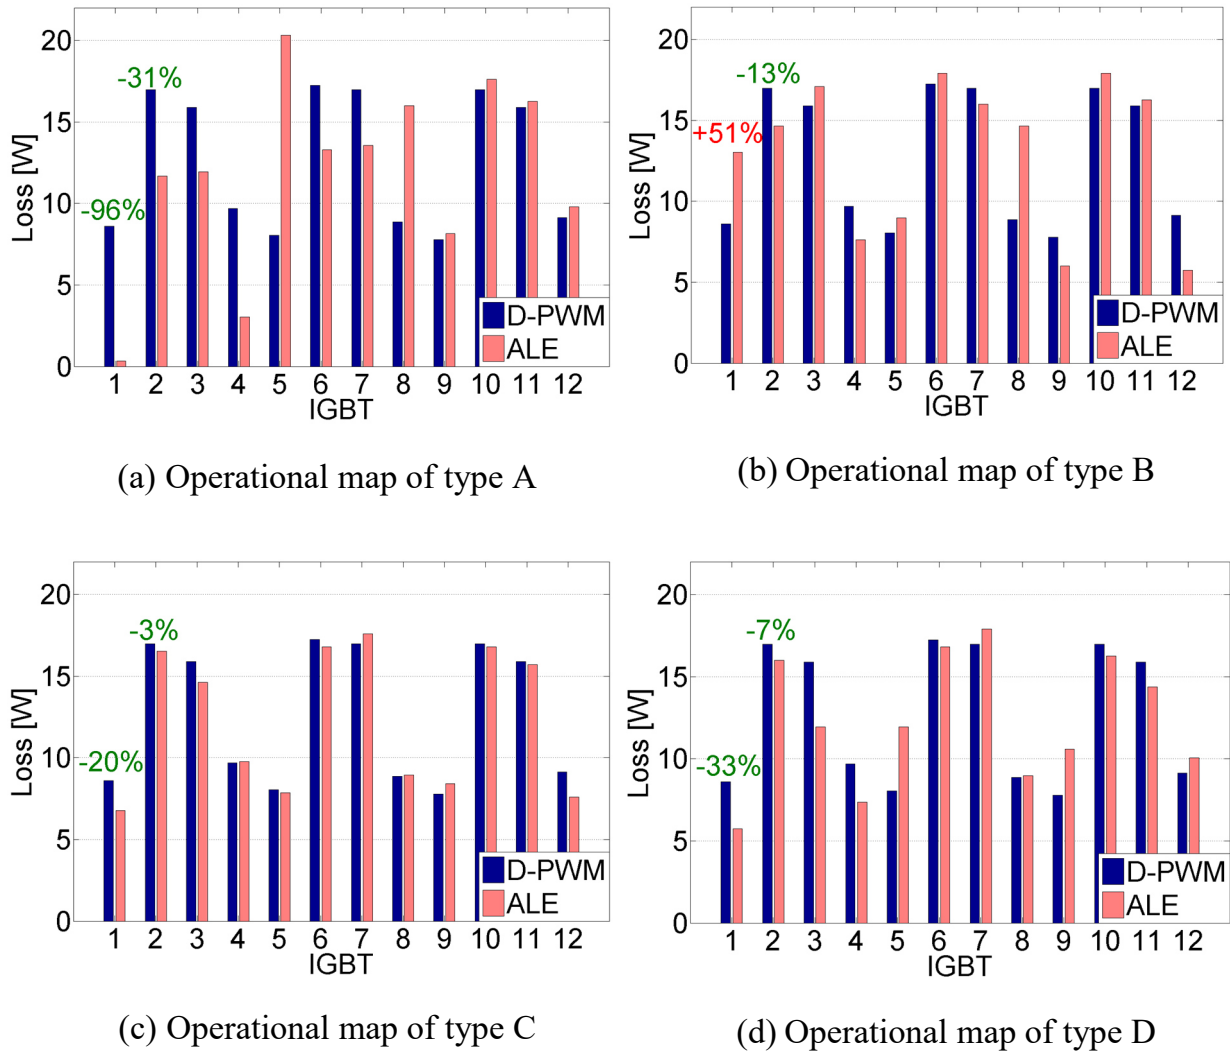 20
15
10
5
0
Loss [W]
-96%
-31%
D-PWM
ALE
1 2 3 4 5 6 7 8 9 10 11 12
IGBT
(a) Operational map of type A
20
15
10
5
0
Loss [W]
+51%
-13%
D-PWM
ALE
1 2 3 4 5 6 7 8 9 10 11 12
IGBT
(b) Operational map of type B
20
15
10
5
0
Loss [W]
-20%
-3%
D-PWM
ALE
1 2 3 4 5 6 7 8 9 10 11 12
IGBT
(c) Operational map of type C
20
15
10
5
0
Loss [W]
-33%
-7%
D-PWM
ALE
1 2 3 4 5 6 7 8 9 10 11 12
IGBT
(d) Operational map of type D